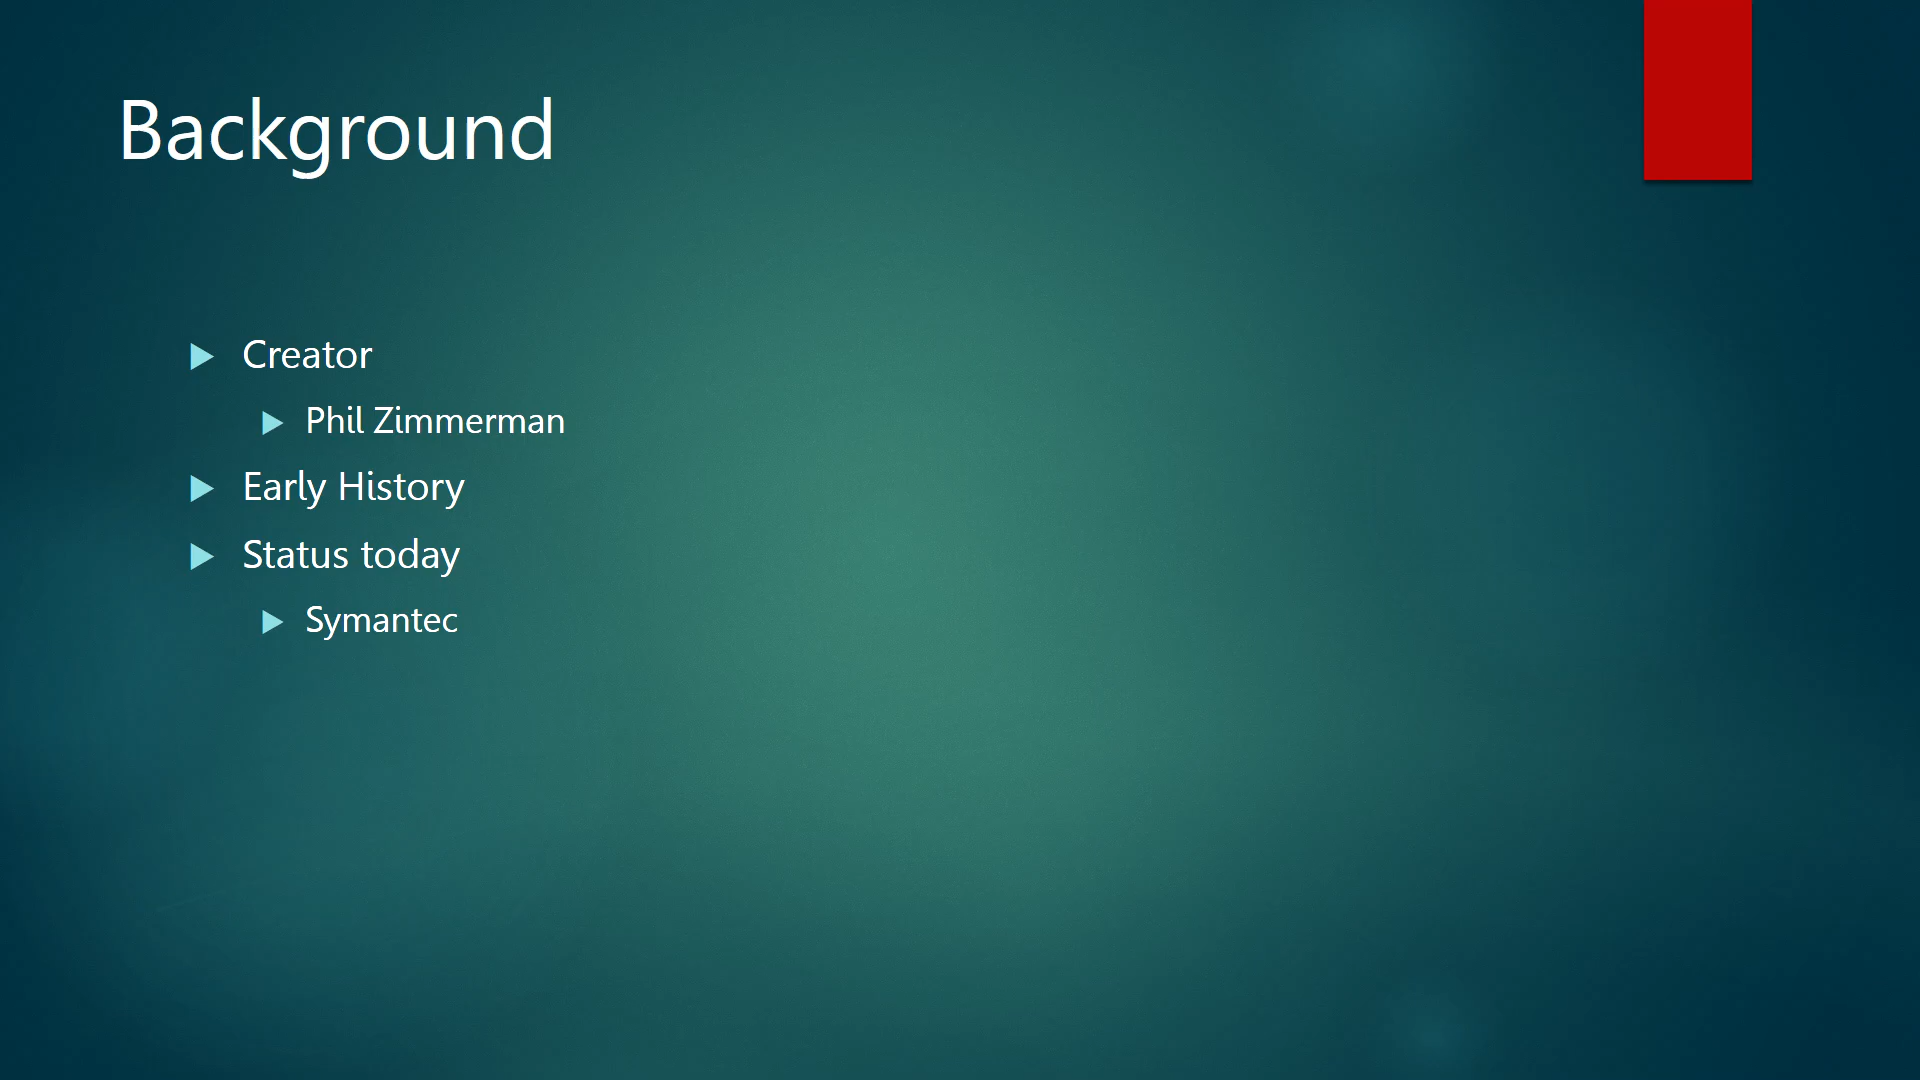 Background
Creator
Phil Zimmerman
Early History
Status today
Symantec